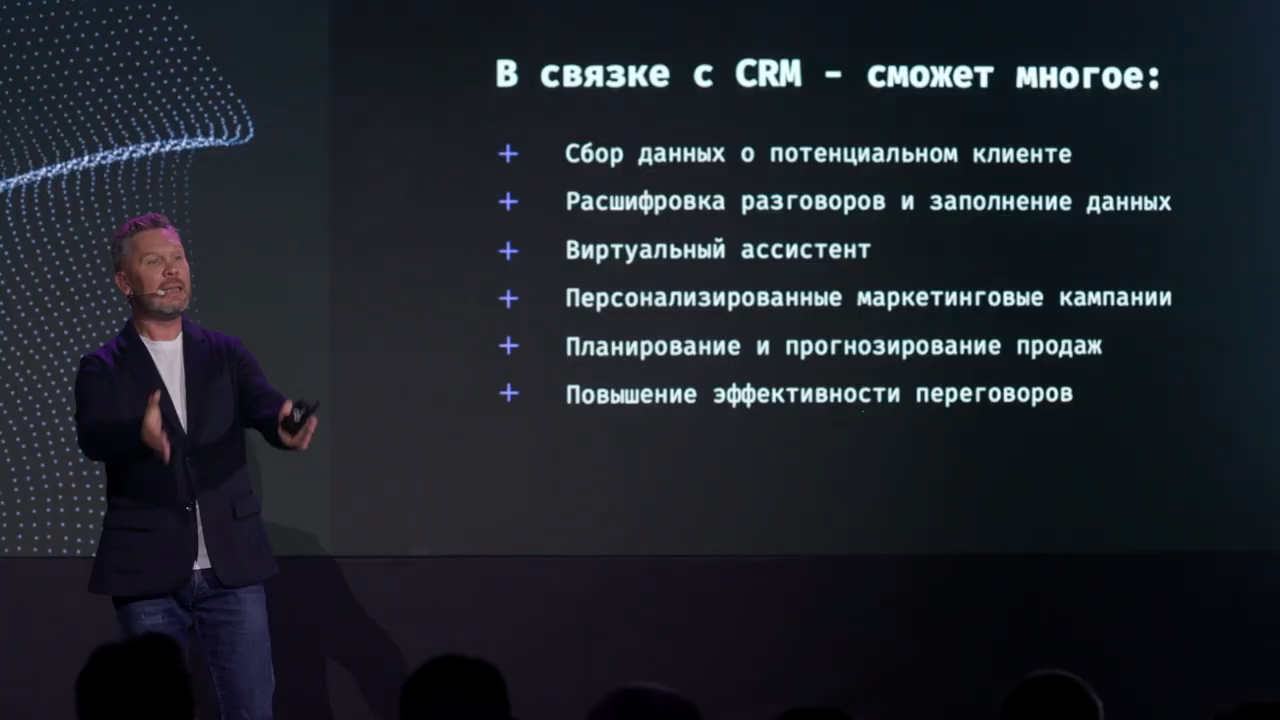 В связке с CRM - сможет многое:
+ Сбор данных о потенциальном клиенте
+ Расшифровка разговоров и заполнение данных
+ Виртуальный ассистент
+ Персонализированные маркетинговые кампании
+ Планирование и прогнозирование продаж
+ Повышение эффективности переговоров